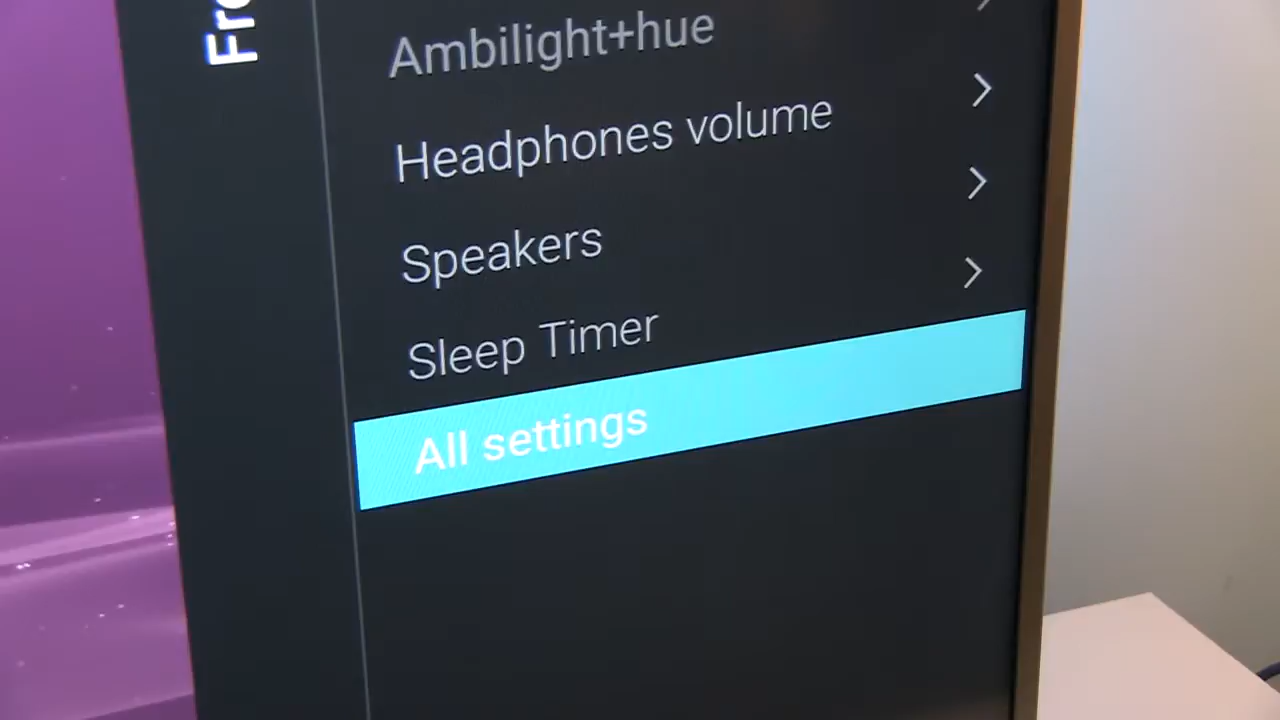 Ambilight+hue
Headphones volume
Speakers
Sleep Timer
All settings